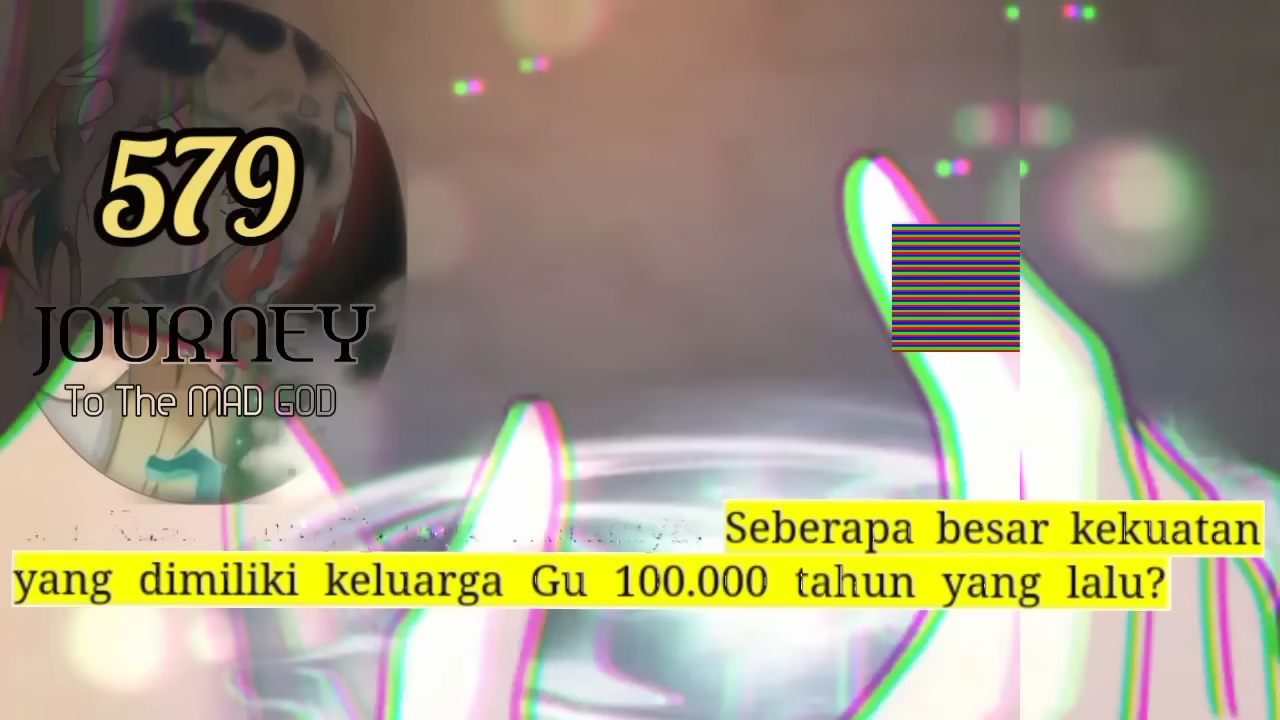 579
JOURNEY
To The MAD GOD
Seberapa besar kekuatan
yang dimiliki keluarga Gu 100.000 tahun yang lalu?